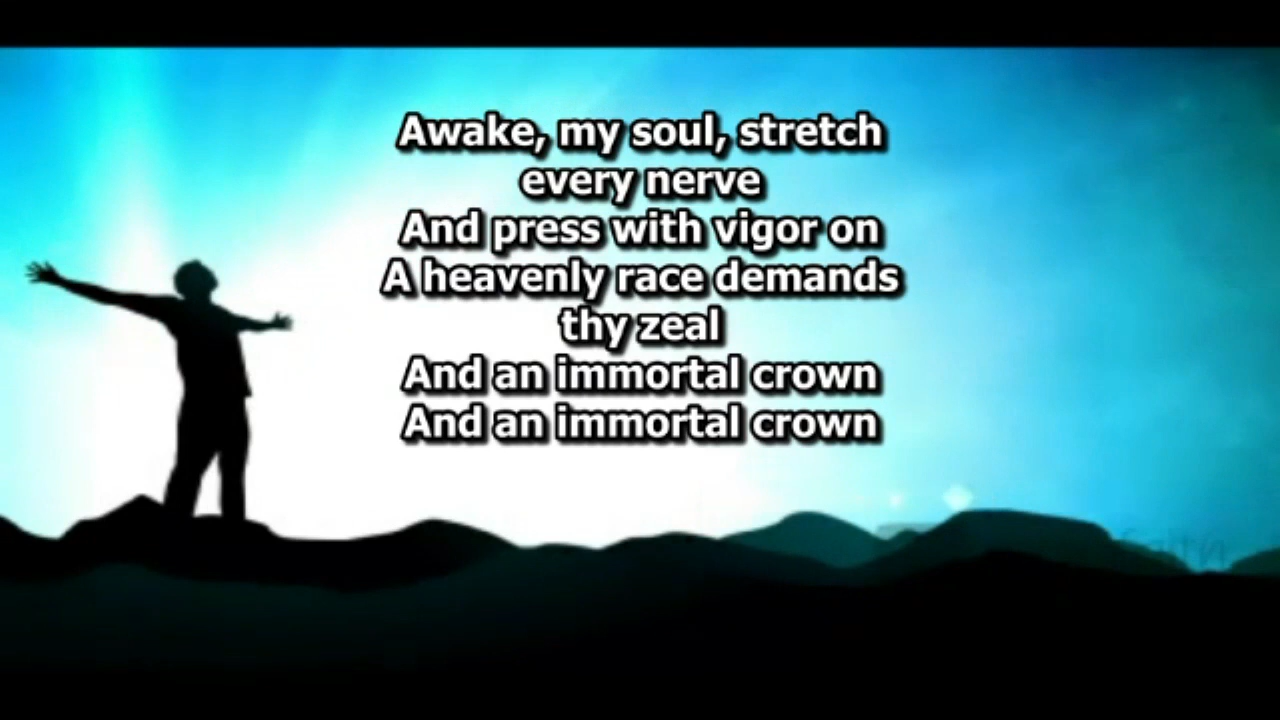 Awake, my soul, stretch
every nerve
And press with vigor on
A heavenly race demands
thy zeal
And an immortal crown
And an immortal crown
faith